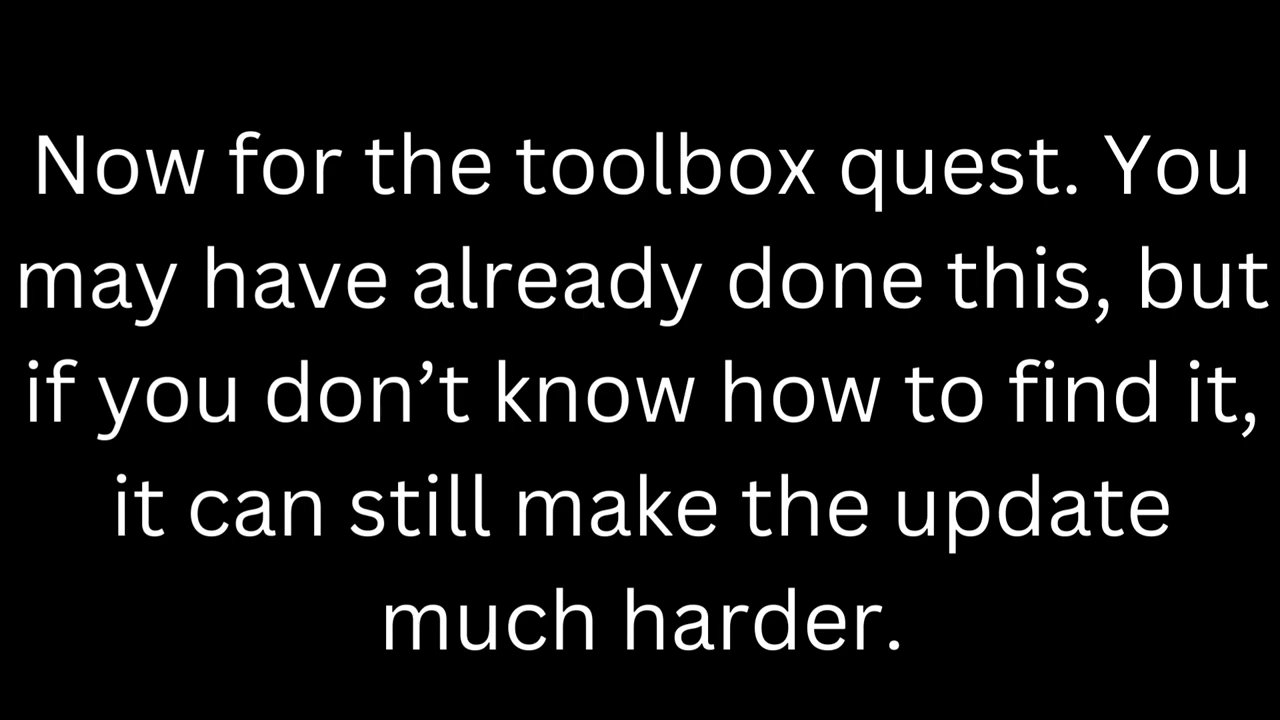 Now for the toolbox quest. You
may have already done this, but
if you don’t know how to find it,
it can still make the update
much harder.